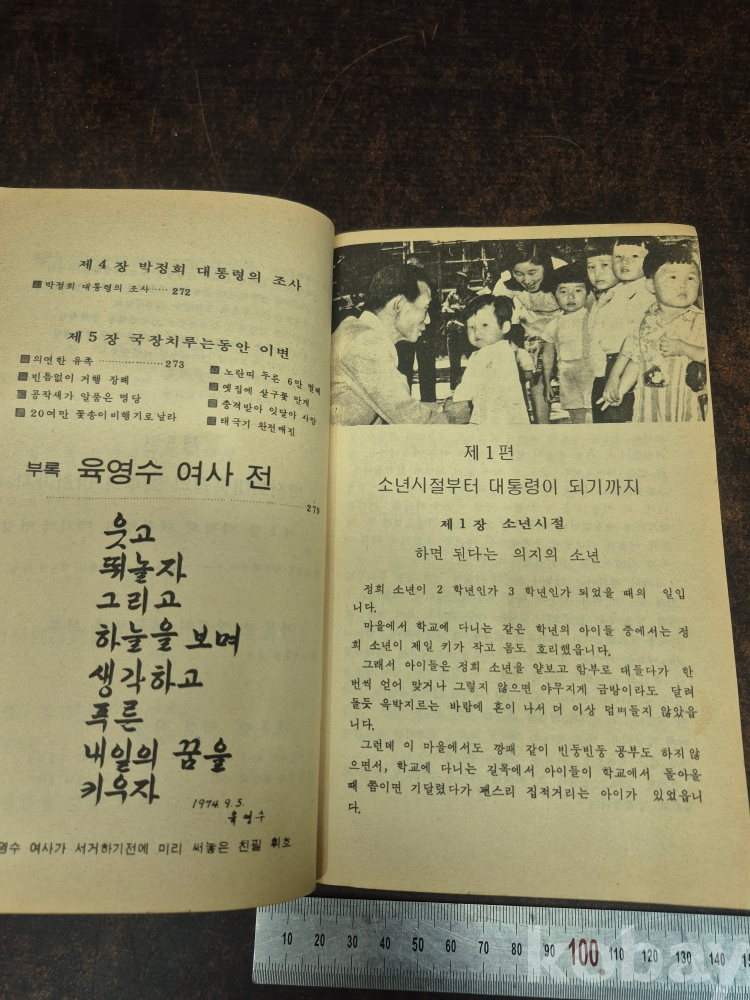 제 4 장 박정희 대통령의 조사
▩박정희 대통령의 조사 ···· 272
제 5 장 국장치루는동안 이변
▩의연한 유족 ················ 273
▩빈틈없이 거행 장례
▩공작새가 알품은 명당
▩20여만 꽃송이비행기로날라
▩노란띠 두른 6만 벌떼
▩옛집에 살구꽃 만개
▩충격받아 잇달아 사망
▩태극기 완전매진
부록 육영수 여사 전
279
웃고
뛰놀자
그리고
하늘을 보며
생각하고
푸른
내일의 꿈을
키우자
1974. 9. 5.
육영수
영수 여사가 서거하기전에 미리 써놓은 친필 휘호
제 1 편
소년시절부터 대통령이 되기까지
제 1 장 소년시절
하면 된다는 의지의 소년
정희 소년이 2 학년인가 3 학년인가 되었을 때의 일입
니다.
마을에서 학교에 다니는 같은 학년의 아이들 중에서는 정
희 소년이 제일 키가 작고 몸도 호리했읍니다.
그래서 아이들은 정희 소년을 얕보고 함부로 대들다가 한
번씩 얻어 맞거나 그렇지 않으면 야무지게 금방이라도 달려
들듯 윽박지르는 바람에 혼이 나서 더 이상 덤벼들지 않았읍
니다.
그런데 이 마을에서도 깡패 같이 빈둥빈둥 공부도 하지않
으면서, 학교에 다니는 길목에서 아이들이 학교에서 돌아올
때 쯤이면 기달렸다가 괜스리 집적거리는 아이가 있었읍니
다.
10 20 30 40 50 60 70 80 90 100 110 120 130 140
kobay